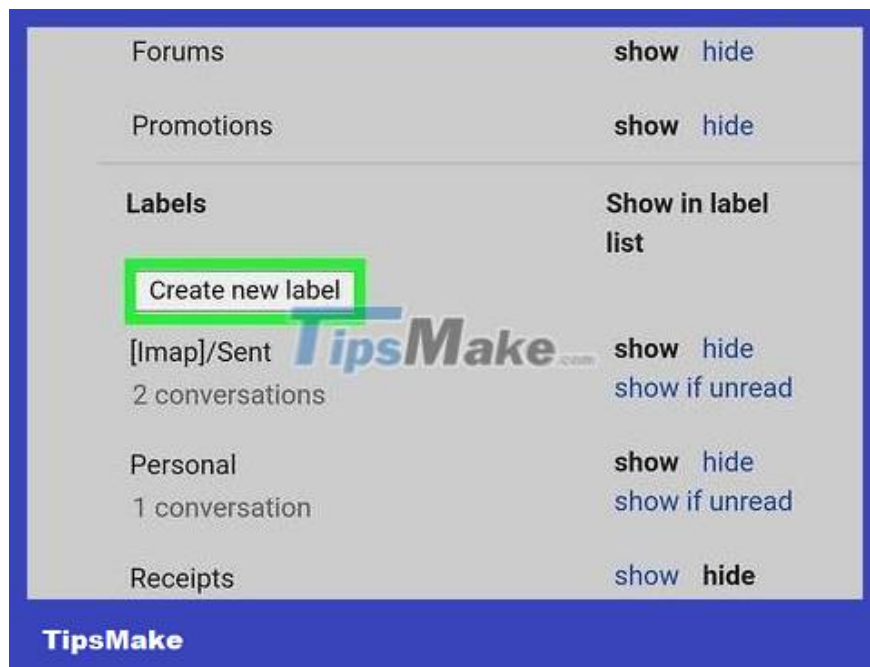 Forums show hide
Promotions show hide
Labels Show in label
list
Create new label
TipsMake.com
[Imap]/Sent show hide
2 conversations show if unread
Personal show hide
1 conversation show if unread
Receipts show hide
TipsMake